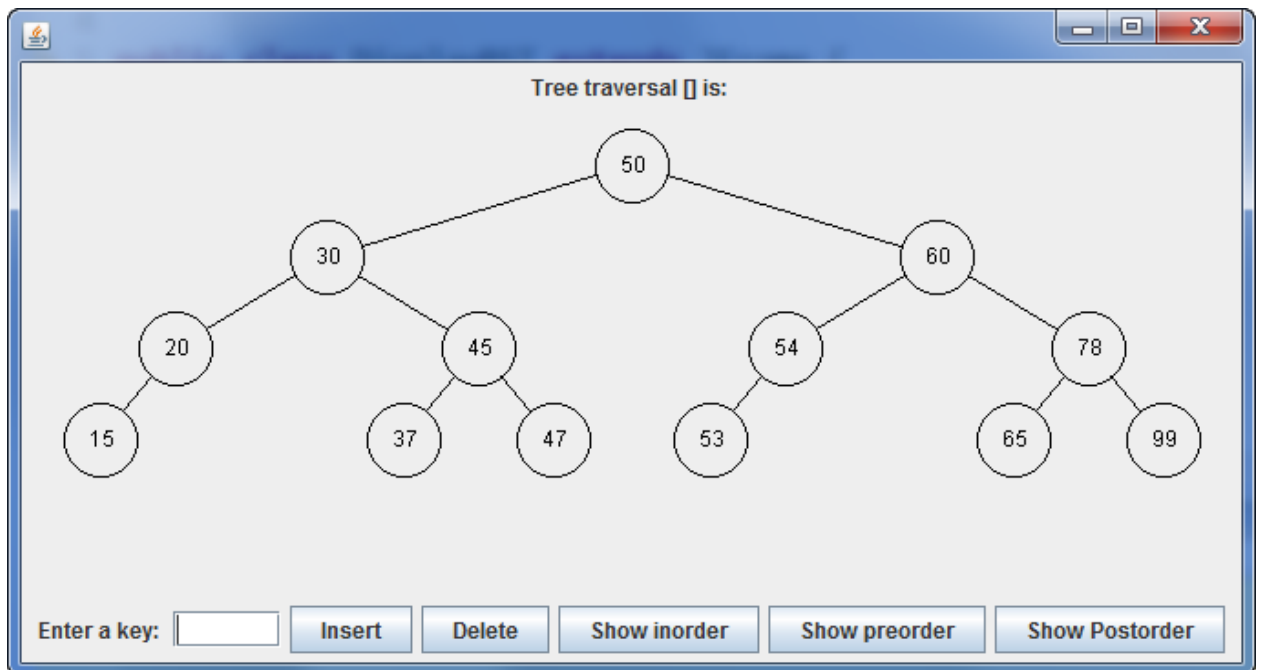 Tree traversal [] is:
50
30 60
20 45 54 78
15 37 47 53 65 99
Enter a key: Insert Delete Show inorder Show preorder Show Postorder